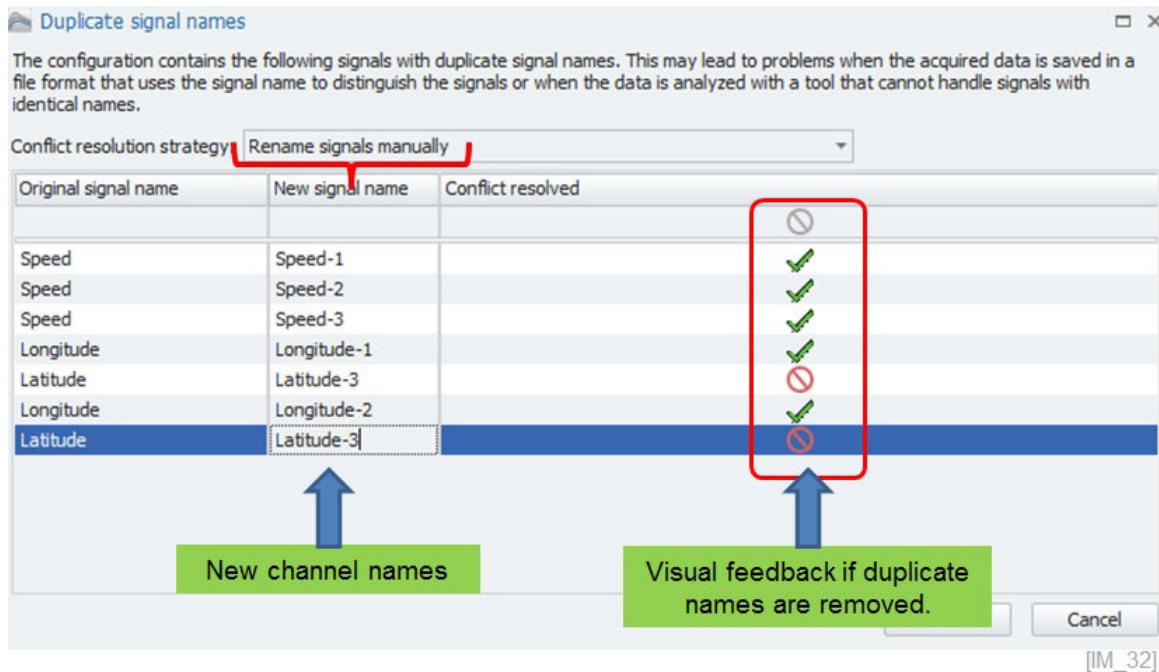 Duplicate signal names
The configuration contains the following signals with duplicate signal names. This may lead to problems when the acquired data is saved in a
file format that uses the signal name to distinguish the signals or when the data is analyzed with a tool that cannot handle signals with
identical names.
Conflict resolution strategy: Rename signals manually
Original signal name New signal name Conflict resolved
Speed Speed-1
Speed Speed-2
Speed Speed-3
Longitude Longitude-1
Latitude Latitude-3
Longitude Longitude-2
Latitude Latitude-3
New channel names
Visual feedback if duplicate
names are removed.
Cancel
[IM_32]